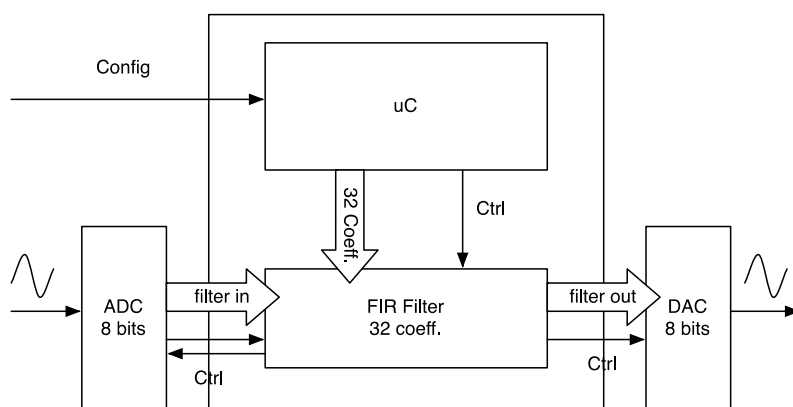 Config
uC
32 Coeff.
Ctrl
ADC
8 bits
filter in
FIR Filter
32 coeff.
filter out
DAC
8 bits
Ctrl
Ctrl